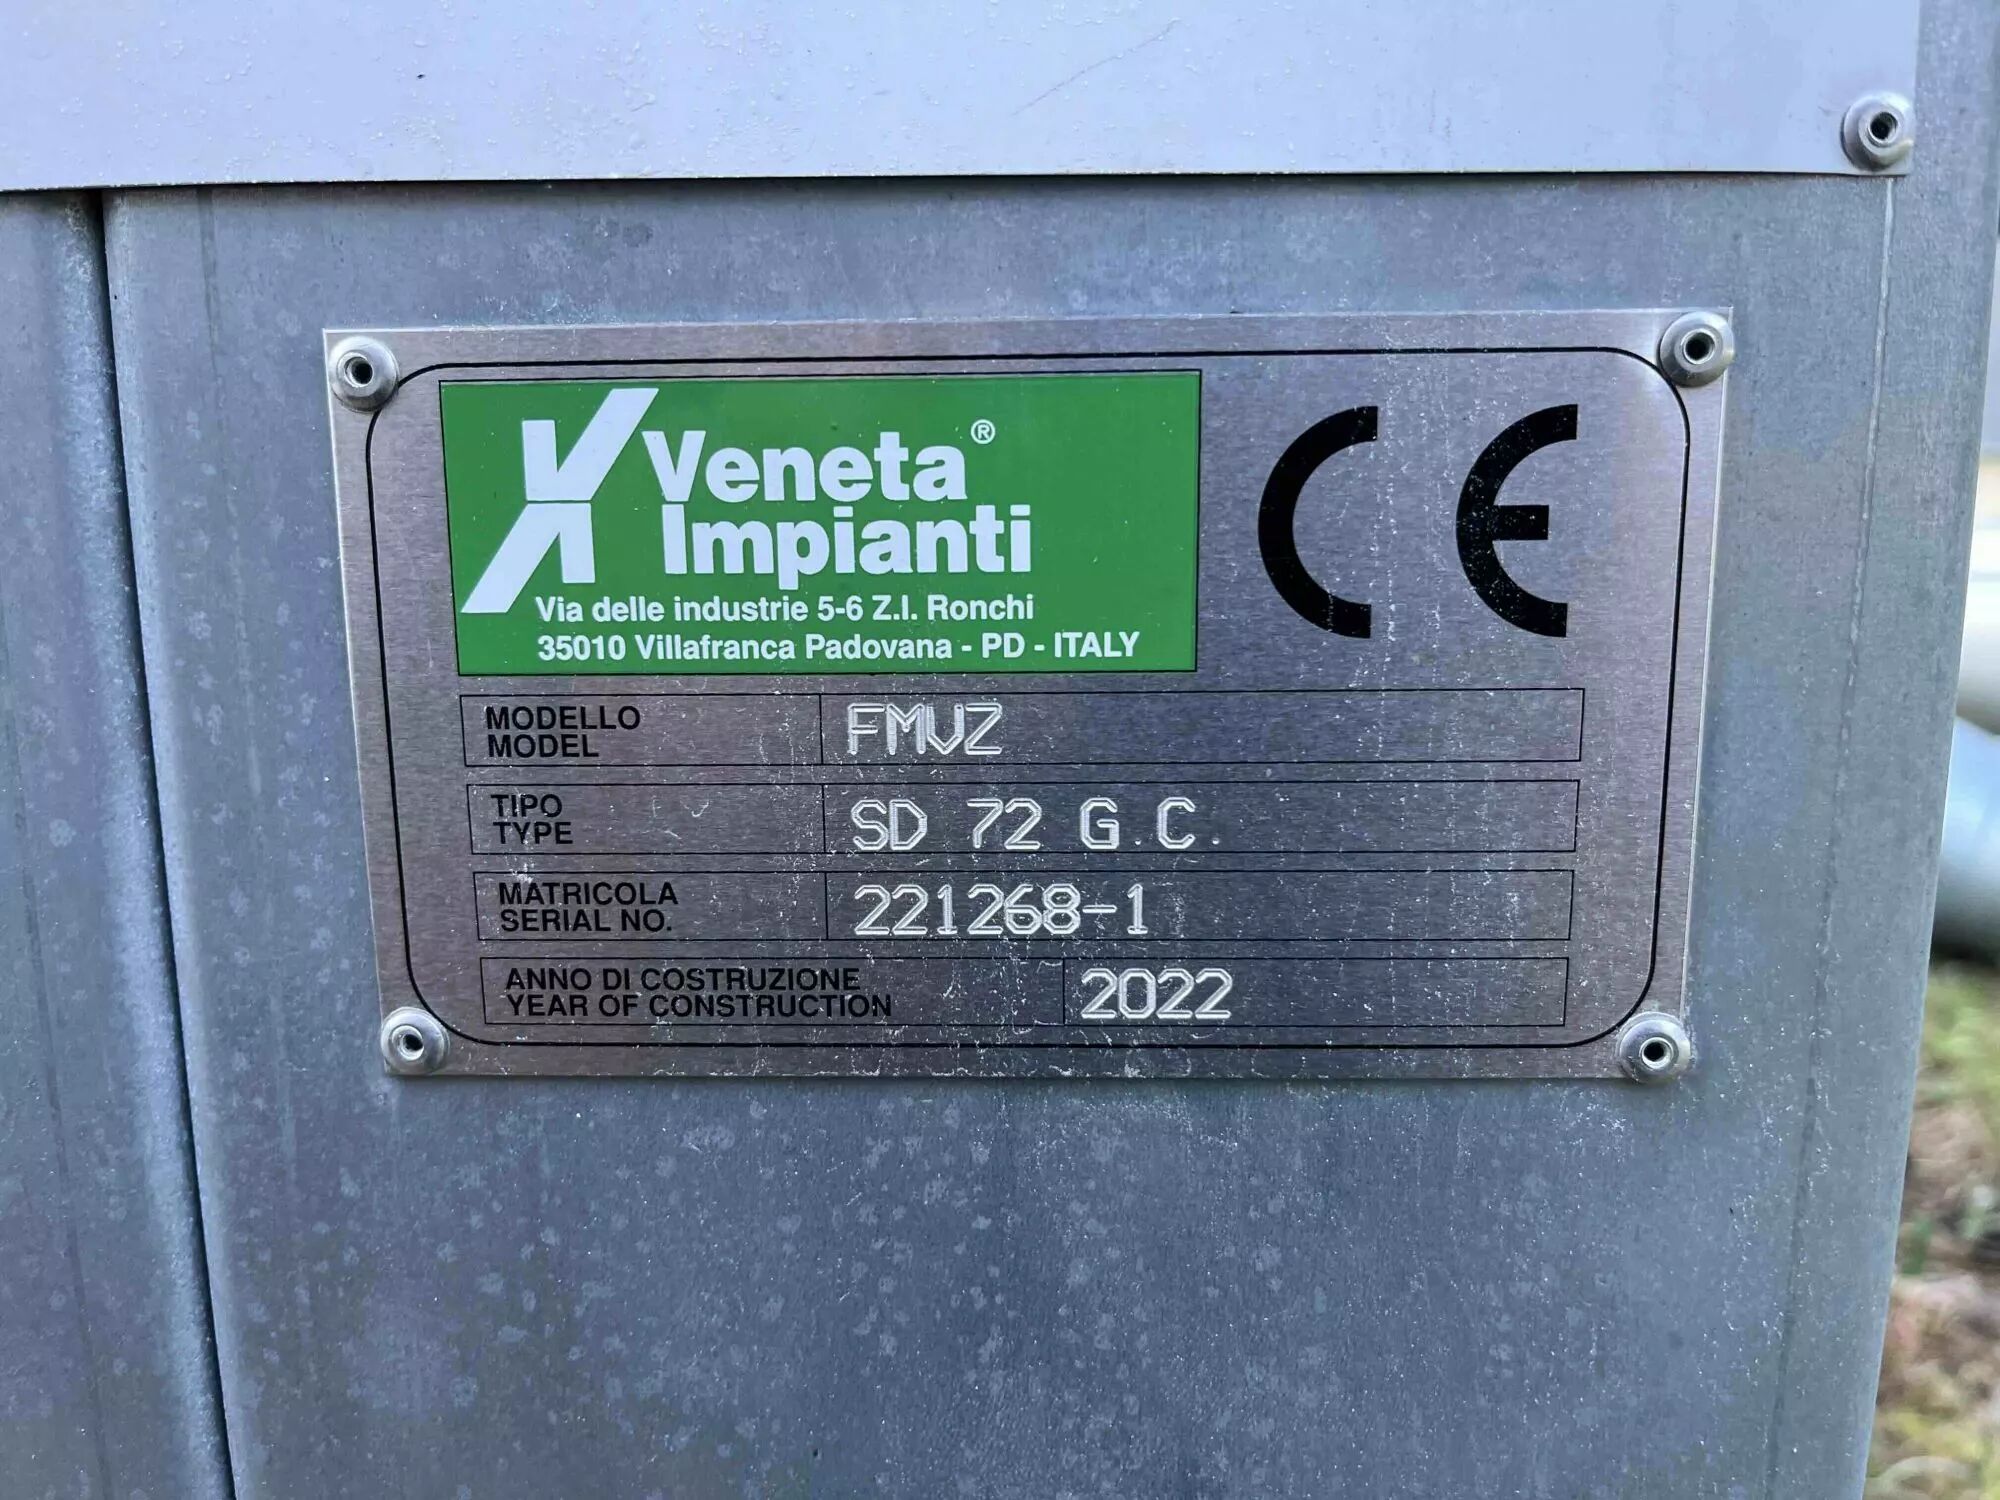 Veneta®
Impianti
Via delle industrie 5-6 Z.I. Ronchi
35010 Villafranca Padovana - PD - ITALY
CE
MODELLO
MODEL
FMVZ
TIPO
TYPE
SD 72 G.C.
MATRICOLA
SERIAL NO.
221268-1
ANNO DI COSTRUZIONE
YEAR OF CONSTRUCTION
2022